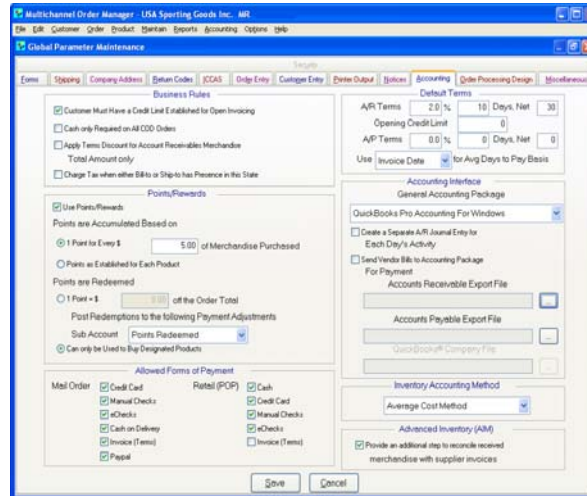 Multichannel Order Manager - USA Sporting Goods Inc. MR
File Edit Customer Order Product Maintain Reports Accounting Options Help
Global Parameter Maintenance
Security
Forms Shipping Company Address Return Codes ICCAS Order Entry Customer Entry Printer Output Notices Accounting Order Processing Design Miscellaneous
Business Rules
Customer Must Have a Credit Limit Established for Open Invoicing
Cash only Required on All COD Orders
Apply Terms Discount for Account Receivables Merchandise
Total Amount only
Charge Tax when either Bill-to or Ship-to has Presence in this State
Points/Rewards
Use Points/Rewards
Points are Accumulated Based on
1 Point for Every $ 5.00 of Merchandise Purchased
Points as Established for Each Product
Points are Redeemed
1 Point = $ 0.00 off the Order Total
Post Redemptions to the following Payment Adjustments
Sub Account Points Redeemed
Can only be Used to Buy Designated Products
Allowed Forms of Payment
Mail Order Credit Card Retail (POP) Cash
Manual Checks Credit Card
eChecks Manual Checks
Cash on Delivery eChecks
Invoice (Terms) Invoice (Terms)
Paypal
Default Terms
A/R Terms 2.0 % 10 Days, Net 30
Opening Credit Limit 0
A/P Terms 0.0 % 0 Days, Net 0
Use Invoice Date for Avg Days to Pay Basis
Accounting Interface
General Accounting Package
QuickBooks Pro Accounting For Windows
Create a Separate A/R Journal Entry for
Each Day's Activity
Send Vendor Bills to Accounting Package
For Payment
Accounts Receivable Export File
...
Accounts Payable Export File
...
QuickBooks® Company File
...
Inventory Accounting Method
Average Cost Method
Advanced Inventory (AIM)
Provide an additional step to reconcile received
merchandise with supplier invoices
Save Cancel